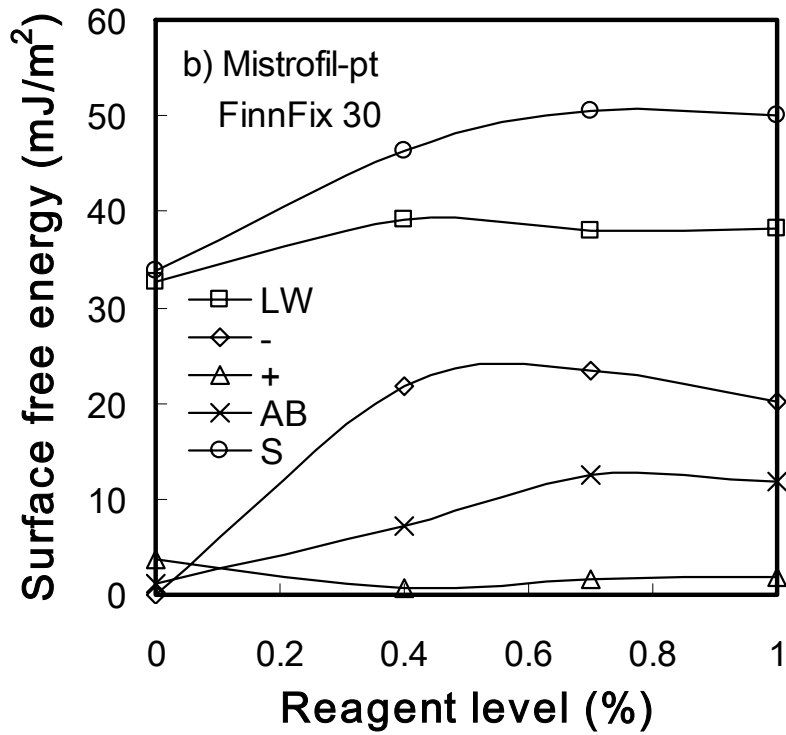 Surface free energy (mJ/m²)
60
50
40
30
20
10
0
b) Mistrofil-pt
FinnFix 30
LW
-
+
AB
S
0 0.2 0.4 0.6 0.8 1
Reagent level (%)